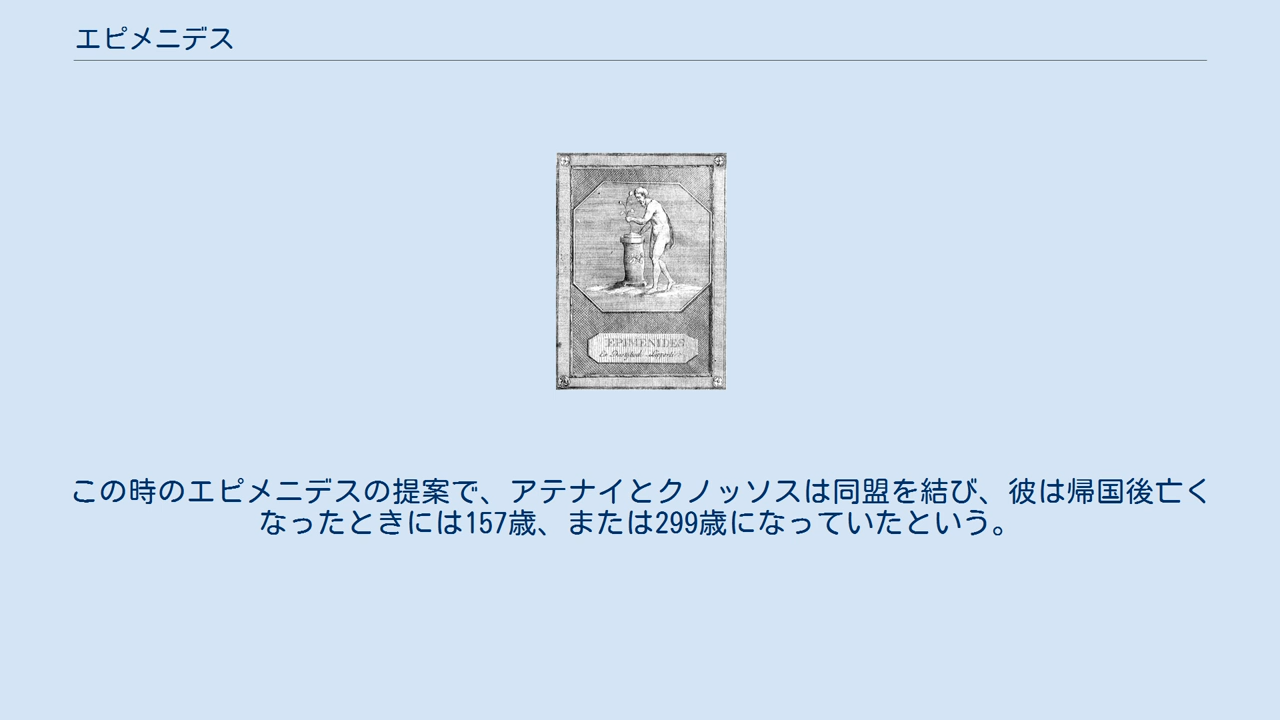 エピメニデス
EPIMENIDES
この時のエピメニデスの提案で、アテナイとクノッソスは同盟を結び、彼は帰国後亡く
なったときには157歳、または299歳になっていたという。